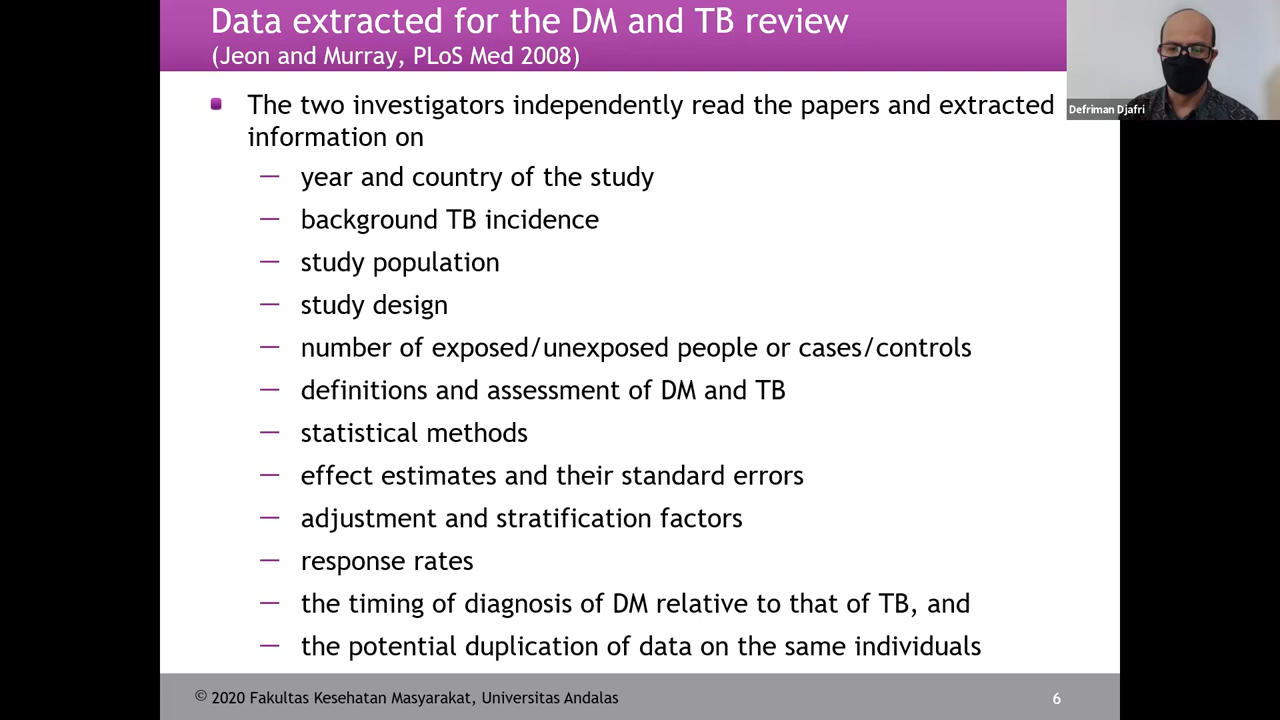 Data extracted for the DM and TB review
(Jeon and Murray, PLoS Med 2008)
Defriman Djafri
The two investigators independently read the papers and extracted
information on
— year and country of the study
— background TB incidence
— study population
— study design
— number of exposed/unexposed people or cases/controls
— definitions and assessment of DM and TB
— statistical methods
— effect estimates and their standard errors
— adjustment and stratification factors
— response rates
— the timing of diagnosis of DM relative to that of TB, and
— the potential duplication of data on the same individuals
© 2020 Fakultas Kesehatan Masyarakat, Universitas Andalas
6